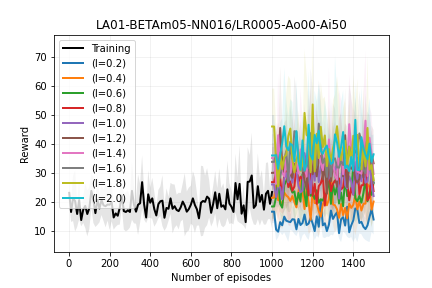 LA01-BETAm05-NN016/LR0005-Ao00-Ai50
Reward
70
60
50
40
30
20
10
Training
(l=0.2)
(l=0.4)
(l=0.6)
(l=0.8)
(l=1.0)
(l=1.2)
(l=1.4)
(l=1.6)
(l=1.8)
(l=2.0)
0 200 400 600 800 1000 1200 1400
Number of episodes